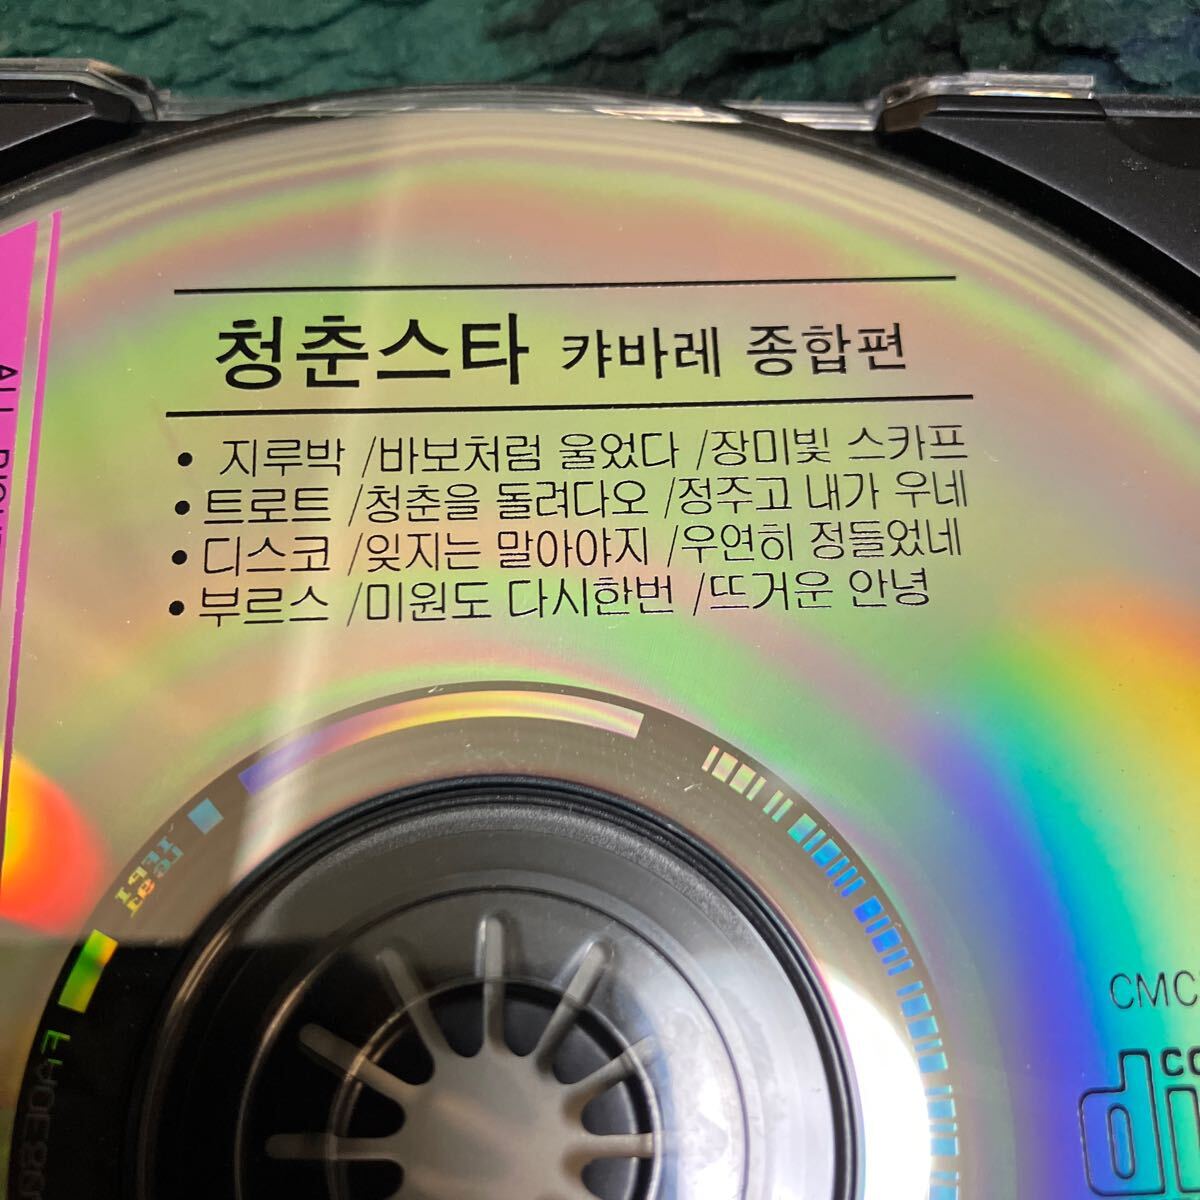 청춘스타 캬바레 종합편
• 지루박 /바보처럼 울었다 /장미빛 스카프
• 트로트 /청춘을 돌려다오 /정주고 내가 우네
• 디스코 /잊지는 말아야지 /우연히 정들었네
• 부르스 /미원도 다시한번 /뜨거운 안녕
CMC